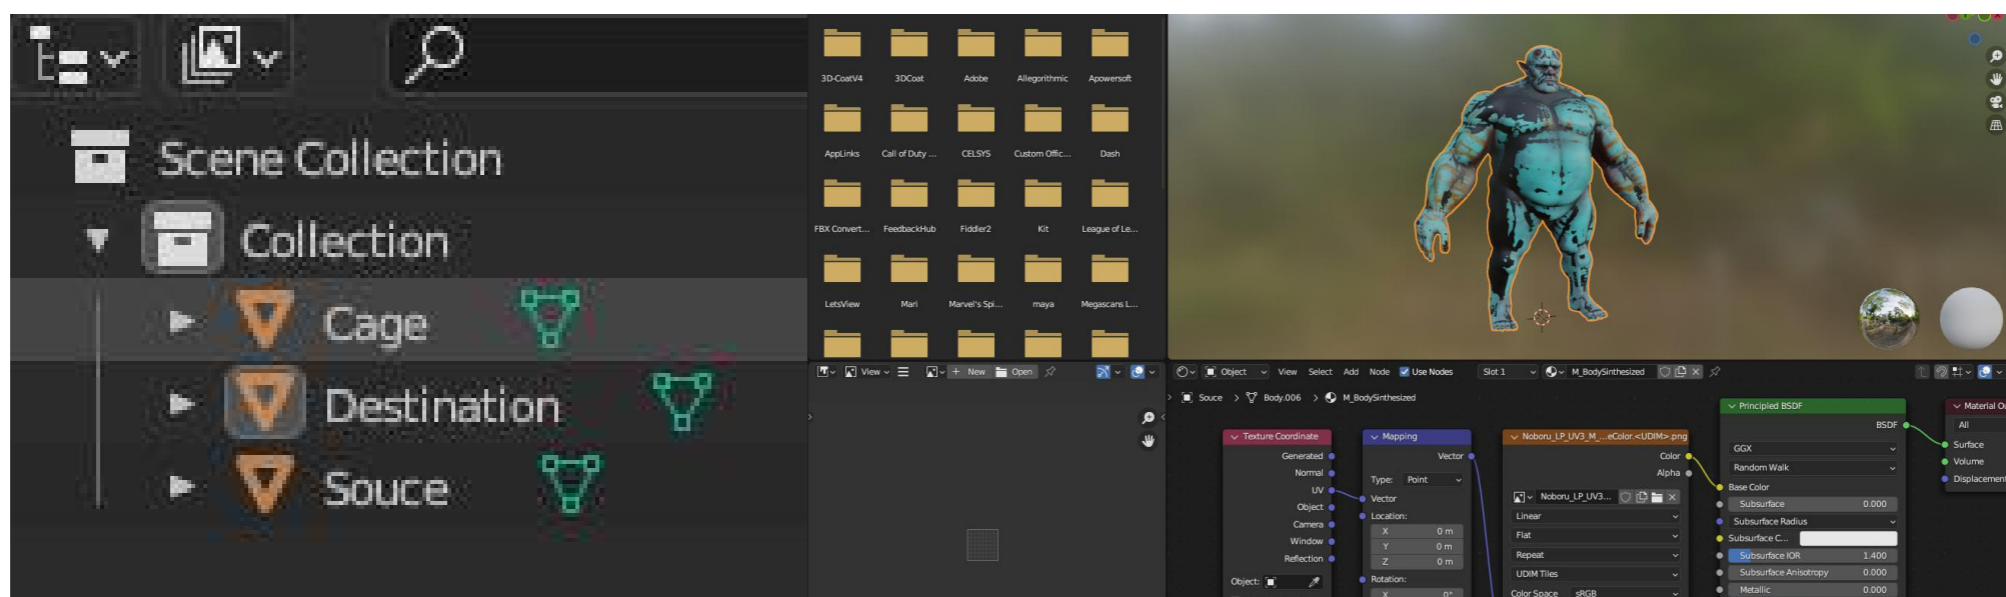 Scene Collection
Collection
Cage
Destination
Souce
3D-CoatV4 3DCoat Adobe Allegorithmic Apowersoft
AppLinks Call of Duty ... CELSYS Custom Offic... Dash
FBX Convert... FeedbackHub Fiddler2 Kit League of Le...
LetsView Mari Marvel's Spi... maya Megascans L...
View New Open
Object View Select Add Node Use Nodes Slot 1 M_BodySinthesized
Souce > Body.006 > M_BodySinthesized
Texture Coordinate
Generated
Normal
UV
Object
Camera
Window
Reflection
Object:
Mapping
Vector
Type: Point
Vector
Location:
X 0 m
Y 0 m
Z 0 m
Rotation:
X 0°
Noboru_LP_UV3_M_...eColor.<UDIM>.png
Color
Alpha
Noboru_LP_UV3...
Linear
Flat
Repeat
UDIM Tiles
Color Space sRGB
Principled BSDF
BSDF
GGX
Random Walk
Base Color
Subsurface 0.000
Subsurface Radius
Subsurface C...
Subsurface IOR 1.400
Subsurface Anisotropy 0.000
Metallic 0.000
Material Ou
All
Surface
Volume
Displacement